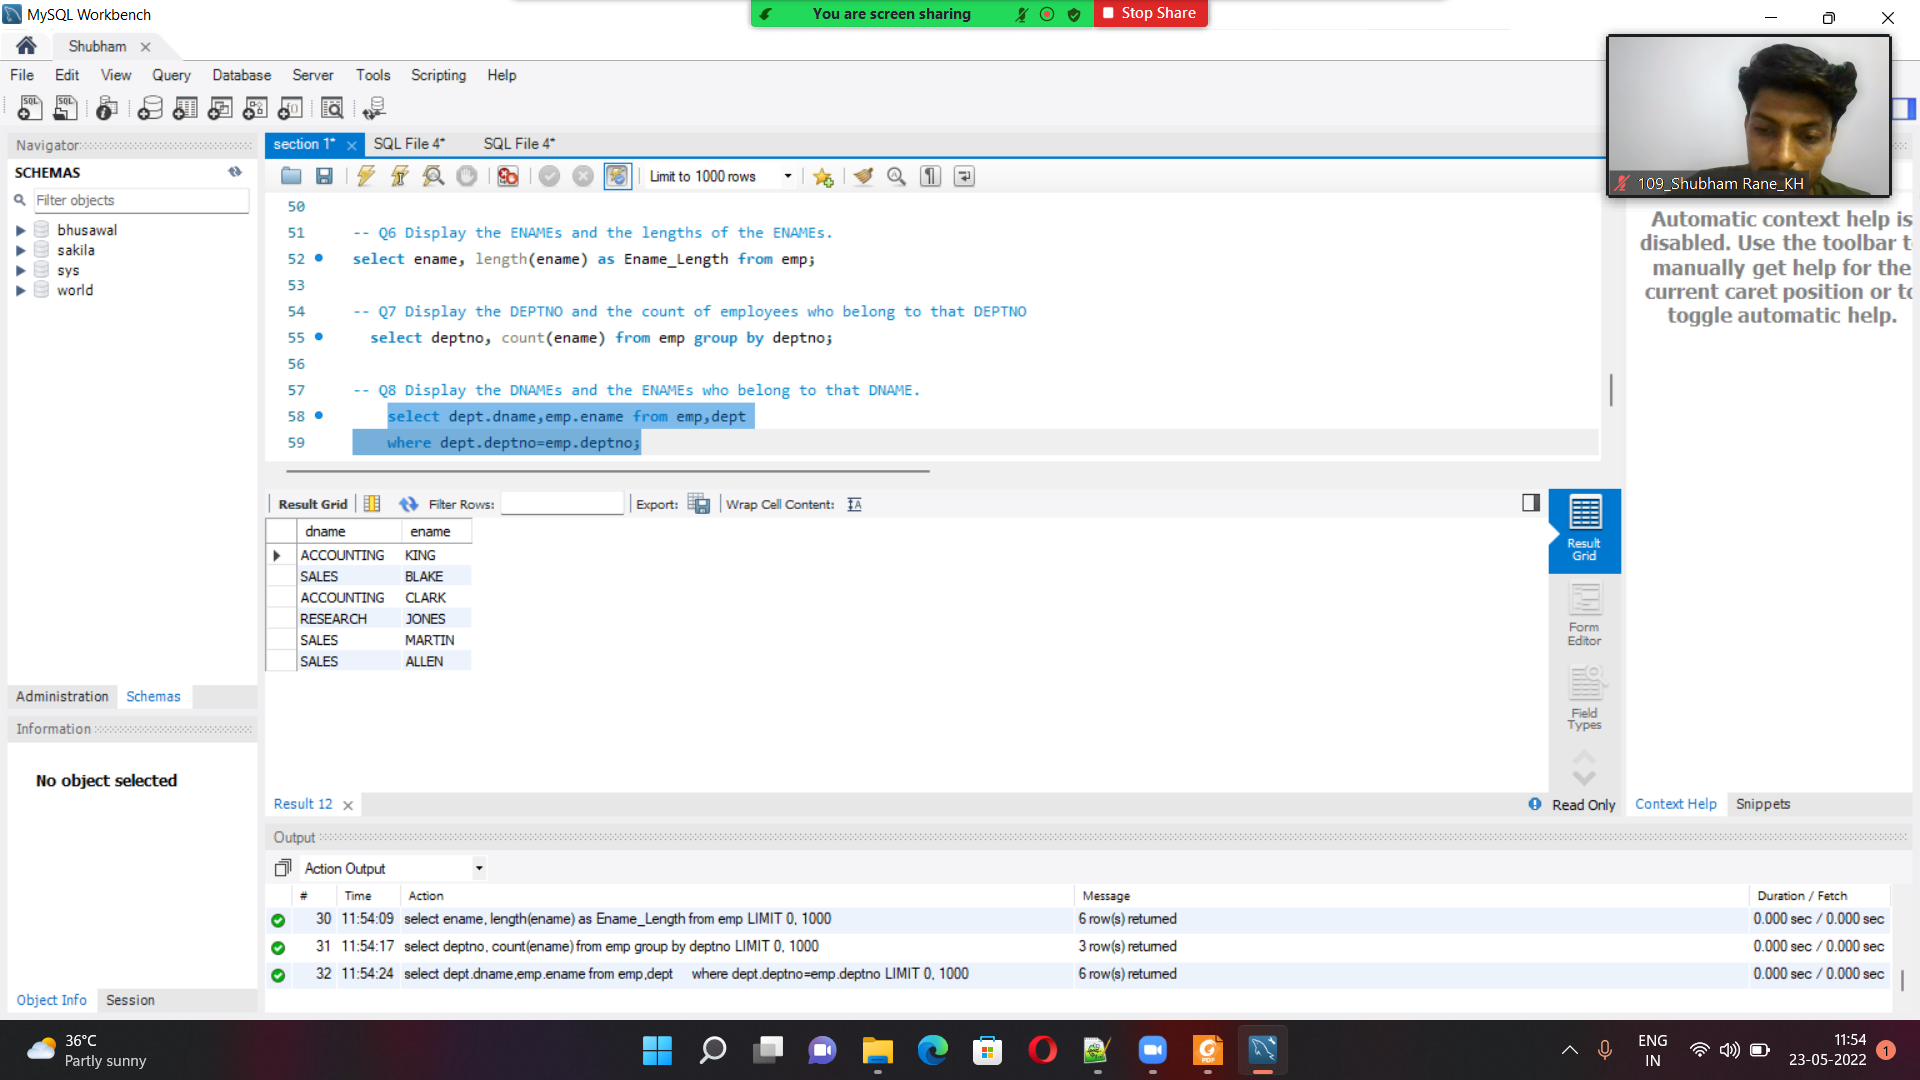 MySQL Workbench
You are screen sharing
Stop Share
Shubham
File Edit View Query Database Server Tools Scripting Help
109_Shubham Rane_KH
Navigator
SCHEMAS
Filter objects
bhusawal
sakila
sys
world
Administration Schemas
Information
No object selected
Object Info Session
section 1* SQL File 4* SQL File 4*
Limit to 1000 rows
50
51 -- Q6 Display the ENAMEs and the lengths of the ENAMEs.
52 select ename, length(ename) as Ename_Length from emp;
53
54 -- Q7 Display the DEPTNO and the count of employees who belong to that DEPTNO
55 select deptno, count(ename) from emp group by deptno;
56
57 -- Q8 Display the DNAMEs and the ENAMEs who belong to that DNAME.
58 select dept.dname,emp.ename from emp,dept
59 where dept.deptno=emp.deptno;
Result Grid Filter Rows: Export: Wrap Cell Content:
dname ename
ACCOUNTING KING
SALES BLAKE
ACCOUNTING CLARK
RESEARCH JONES
SALES MARTIN
SALES ALLEN
Result
Grid
Form
Editor
Field
Types
Result 12
Read Only
Automatic context help is
disabled. Use the toolbar t
manually get help for the
current caret position or to
toggle automatic help.
Context Help Snippets
Output
Action Output
# Time Action Message Duration / Fetch
30 11:54:09 select ename, length(ename) as Ename_Length from emp LIMIT 0, 1000 6 row(s) returned 0.000 sec / 0.000 sec
31 11:54:17 select deptno, count(ename) from emp group by deptno LIMIT 0, 1000 3 row(s) returned 0.000 sec / 0.000 sec
32 11:54:24 select dept.dname,emp.ename from emp,dept where dept.deptno=emp.deptno LIMIT 0, 1000 6 row(s) returned 0.000 sec / 0.000 sec
36°C
Partly sunny
ENG
IN
11:54
23-05-2022
1